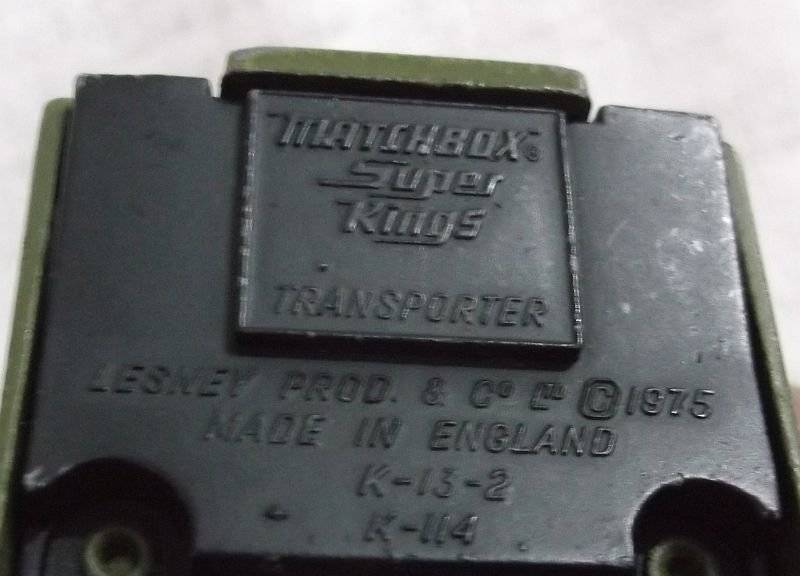 MATCHBOX®
Super
Kings
TRANSPORTER
LESNEY PROD. & Cº Lᵀᴰ ©1975
MADE IN ENGLAND
K-13-2
K-114